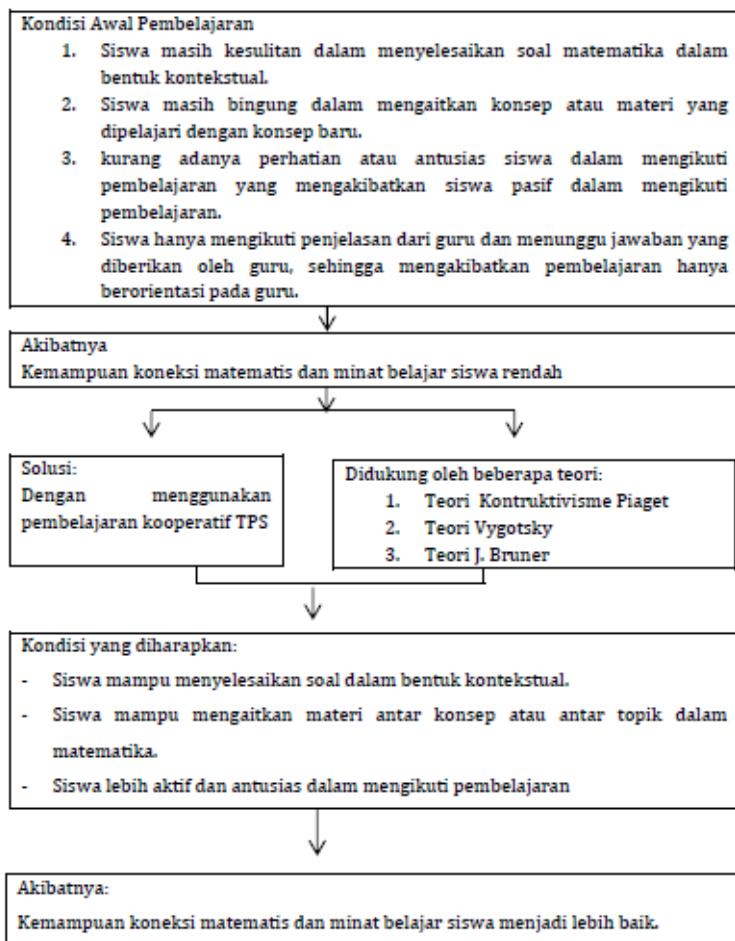 Kondisi Awal Pembelajaran
1. Siswa masih kesulitan dalam menyelesaikan soal matematika dalam
bentuk kontekstual.
2. Siswa masih bingung dalam mengaitkan konsep atau materi yang
dipelajari dengan konsep baru.
3. kurang adanya perhatian atau antusias siswa dalam mengikuti
pembelajaran yang mengakibatkan siswa pasif dalam mengikuti
pembelajaran.
4. Siswa hanya mengikuti penjelasan dari guru dan menunggu jawaban yang
diberikan oleh guru, sehingga mengakibatkan pembelajaran hanya
berorientasi pada guru.
Akibatnya
Kemampuan koneksi matematis dan minat belajar siswa rendah
Solusi:
Dengan menggunakan
pembelajaran kooperatif TPS
Didukung oleh beberapa teori:
1. Teori Kontruktivisme Piaget
2. Teori Vygotsky
3. Teori J. Bruner
Kondisi yang diharapkan:
- Siswa mampu menyelesaikan soal dalam bentuk kontekstual.
- Siswa mampu mengaitkan materi antar konsep atau antar topik dalam
matematika.
- Siswa lebih aktif dan antusias dalam mengikuti pembelajaran
Akibatnya:
Kemampuan koneksi matematis dan minat belajar siswa menjadi lebih baik.